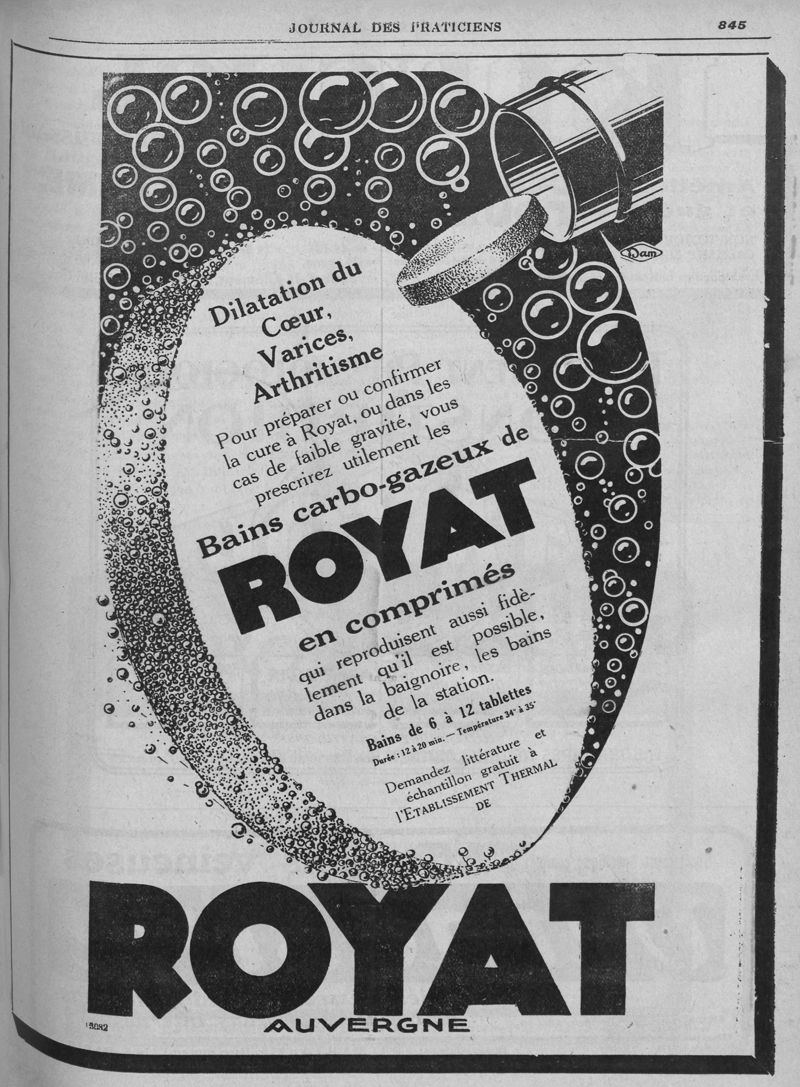 JOURNAL DES PRATICIENS
845
Dam
Dilatation du
Cœur,
Varices,
Arthritisme
Pour préparer ou confirmer
la cure à Royat, ou dans les
cas de faible gravité, vous
prescrirez utilement les
Bains carbo-gazeux de
ROYAT
en comprimés
qui reproduisent aussi fidè-
lement qu'il est possible,
dans la baignoire, les bains
de la station.
Bains de 6 à 12 tablettes
Durée : 12 à 20 min. — Température 34° à 35°
Demandez littérature et
échantillon gratuit à
l'ETABLISSEMENT THERMAL
DE
ROYAT
AUVERGNE